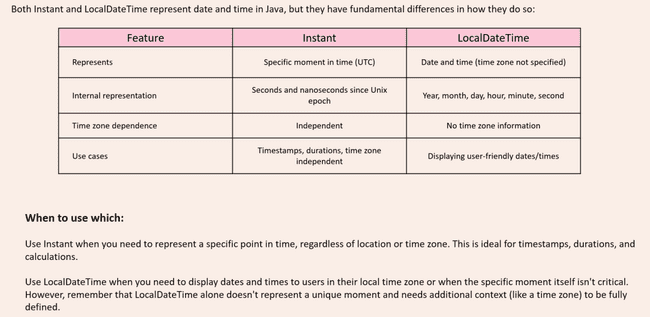 Both Instant and LocalDateTime represent date and time in Java, but they have fundamental differences in how they do so:
Feature Instant LocalDateTime
Represents Specific moment in time (UTC) Date and time (time zone not specified)
Internal representation Seconds and nanoseconds since Unix epoch Year, month, day, hour, minute, second
Time zone dependence Independent No time zone information
Use cases Timestamps, durations, time zone independent Displaying user-friendly dates/times
When to use which:
Use Instant when you need to represent a specific point in time, regardless of location or time zone. This is ideal for timestamps, durations, and
calculations.
Use LocalDateTime when you need to display dates and times to users in their local time zone or when the specific moment itself isn't critical.
However, remember that LocalDateTime alone doesn't represent a unique moment and needs additional context (like a time zone) to be fully
defined.